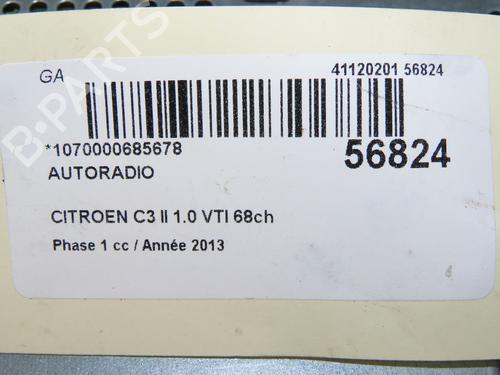 GA
41120201 56824
*1070000685678
56824
AUTORADIO
CITROEN C3 II 1.0 VTI 68ch
Phase 1 cc / Année 2013
B-PARTS